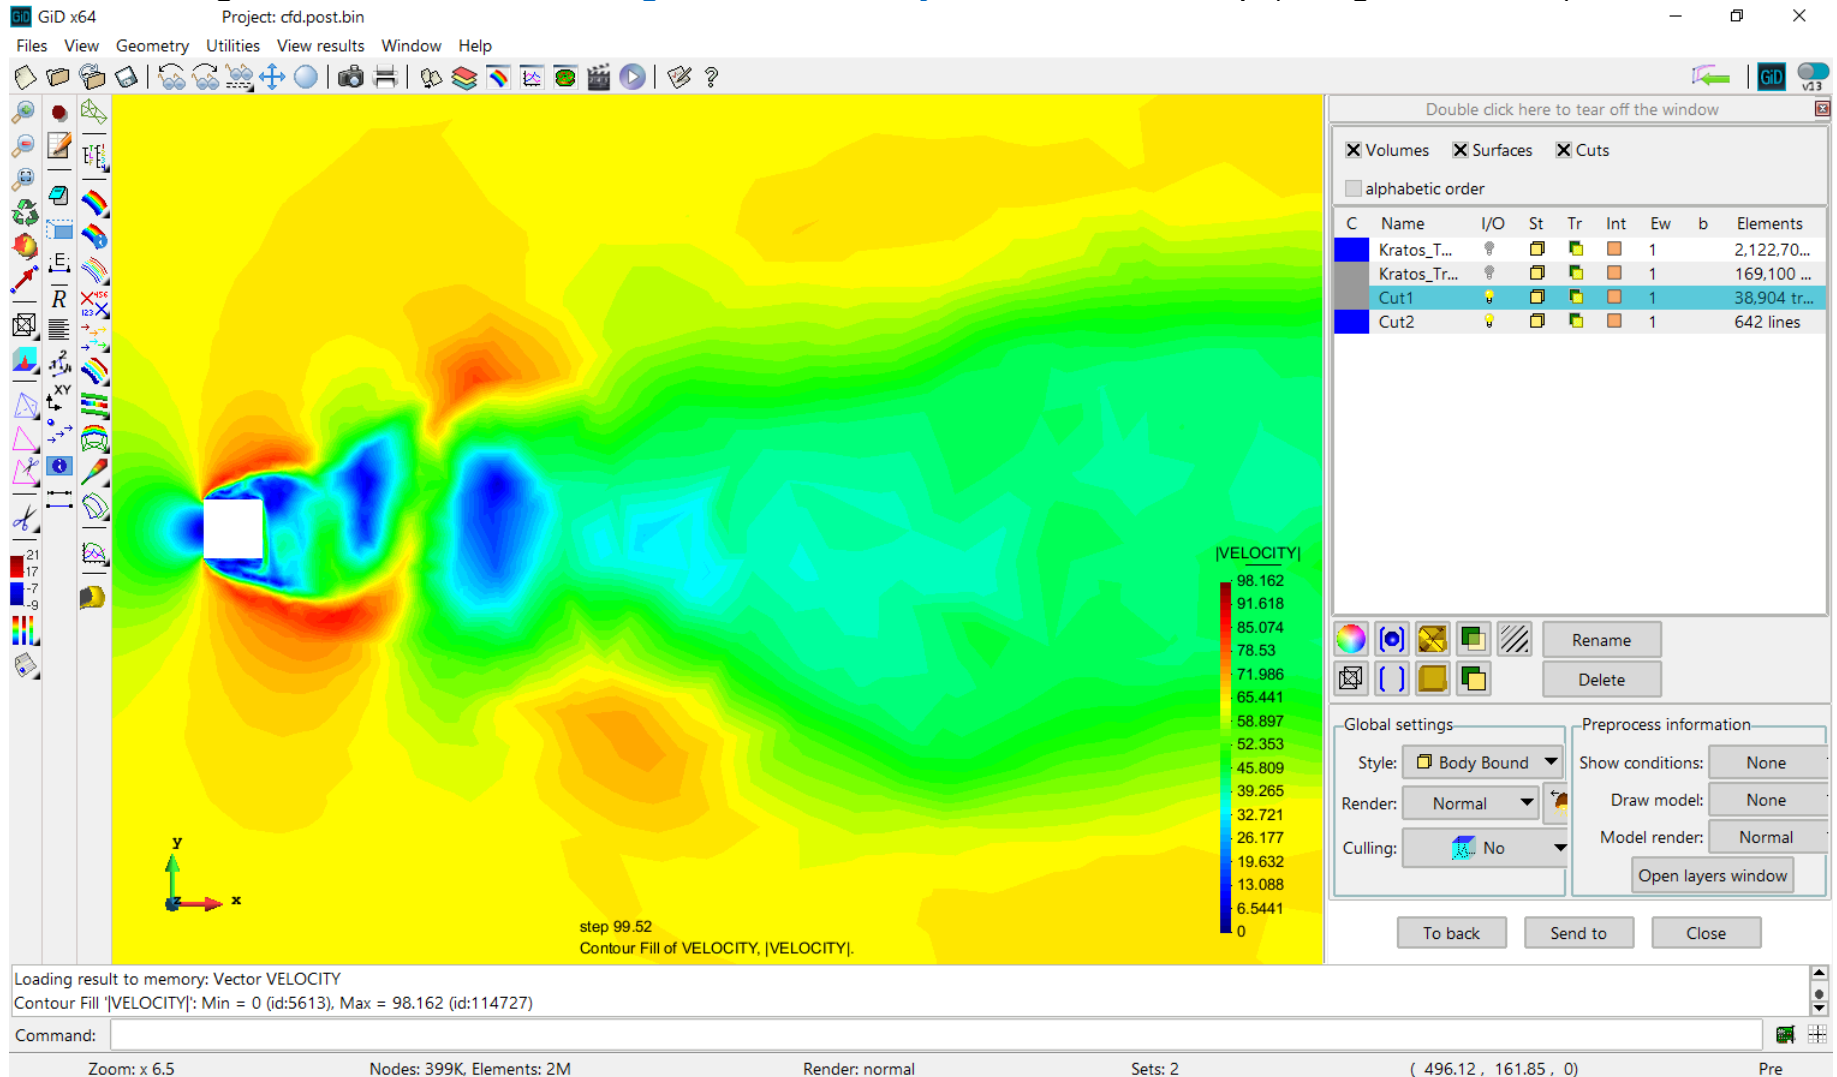 GiD x64 Project: cfd.post.bin
Files View Geometry Utilities View results Window Help
GiD
v13
Double click here to tear off the window
Volumes Surfaces Cuts
alphabetic order
C Name I/O St Tr Int Ew b Elements
Kratos_T... 1 2,122,70...
Kratos_Tr... 1 169,100 ...
Cut1 1 38,904 tr...
Cut2 1 642 lines
Rename
Delete
Global settings
Style: Body Bound
Render: Normal
Culling: No
Preprocess information
Show conditions: None
Draw model: None
Model render: Normal
Open layers window
To back Send to Close
|VELOCITY|
98.162
91.618
85.074
78.53
71.986
65.441
58.897
52.353
45.809
39.265
32.721
26.177
19.632
13.088
6.5441
0
y
z x
step 99.52
Contour Fill of VELOCITY, |VELOCITY|.
21
17
-7
-9
Loading result to memory: Vector VELOCITY
Contour Fill '|VELOCITY|': Min = 0 (id:5613), Max = 98.162 (id:114727)
Command:
Zoom: x 6.5 Nodes: 399K, Elements: 2M Render: normal Sets: 2 ( 496.12 , 161.85 , 0) Pre